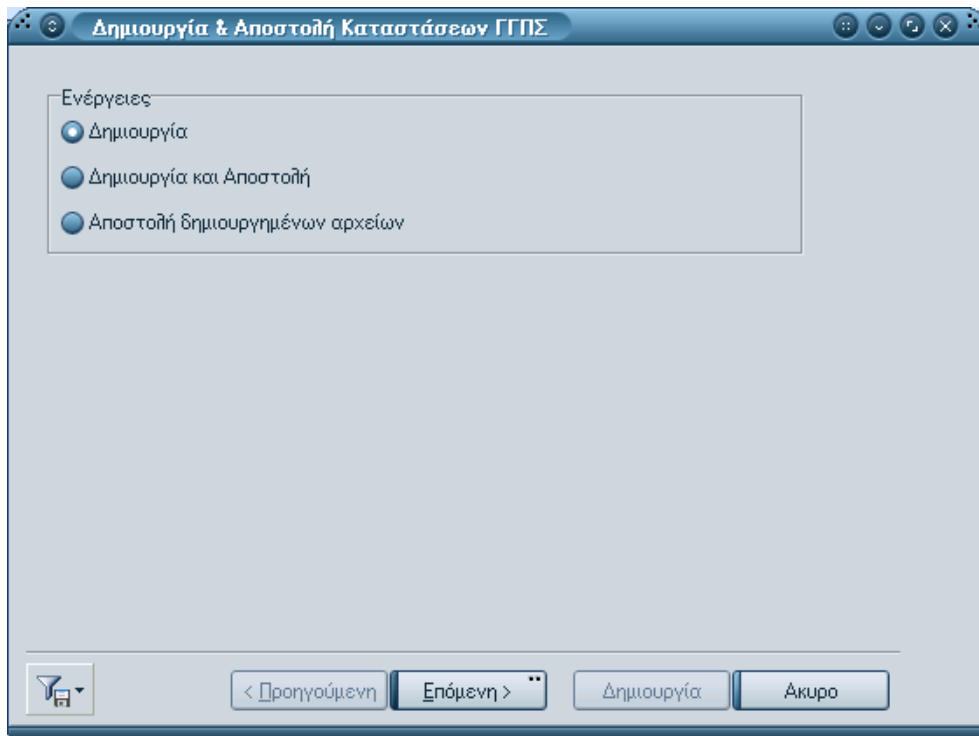 Δημιουργία & Αποστολή Καταστάσεων ΓΓΠΣ
Ενέργειες
Δημιουργία
Δημιουργία και Αποστολή
Αποστολή δημιουργημένων αρχείων
< Προηγούμενη Επόμενη > Δημιουργία Ακυρο